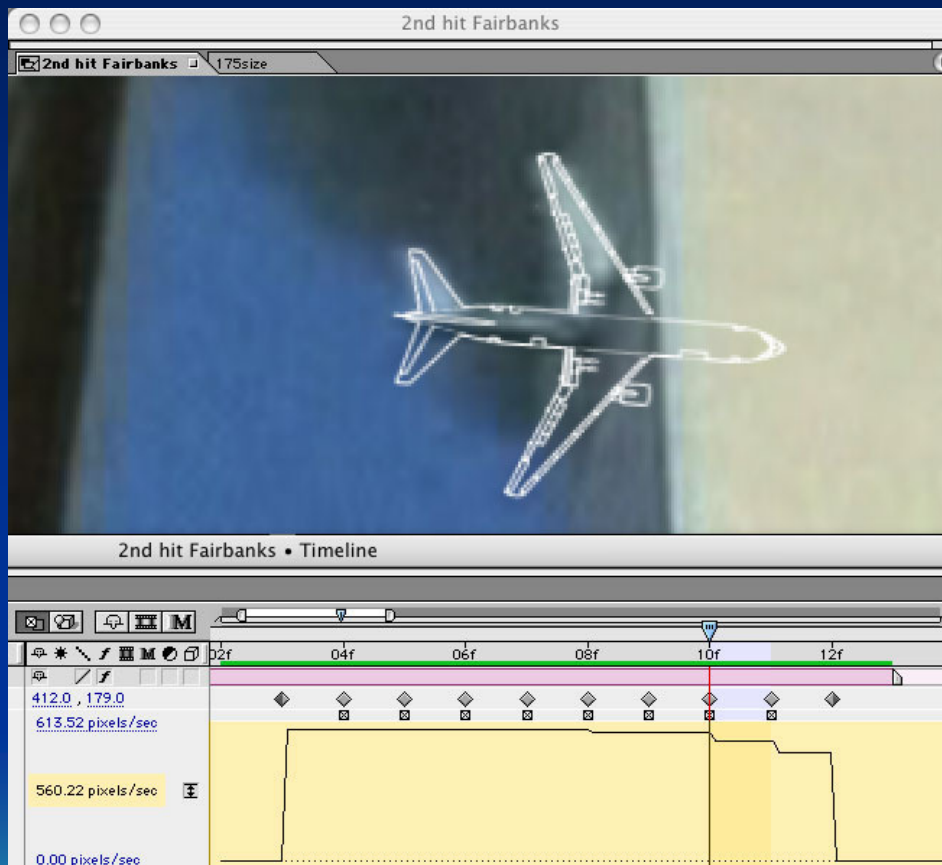 2nd hit Fairbanks
2nd hit Fairbanks 175size
2nd hit Fairbanks • Timeline
M
M 02f 04f 06f 08f 10f 12f
412.0 , 179.0
613.52 pixels/sec
560.22 pixels/sec
0.00 pixels/sec